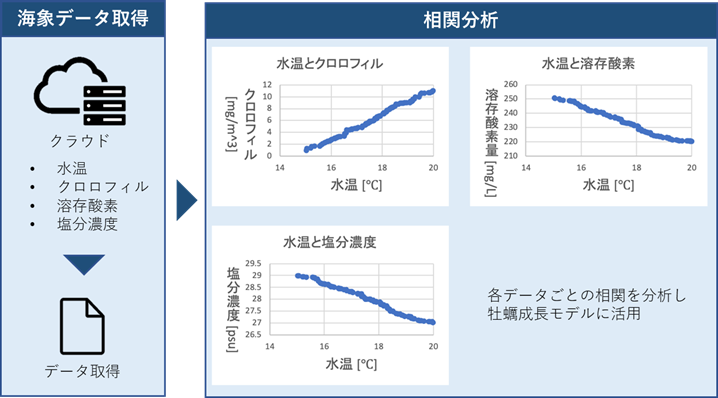 海象データ取得
クラウド
• 水温
• クロロフィル
• 溶存酸素
• 塩分濃度
データ取得
相関分析
水温とクロロフィル
クロロフィル
[mg/m^3]
12
10
8
6
4
2
0
14 16 18 20
水温 [℃]
水温と溶存酸素
溶存酸素量 [mg/L]
260
250
240
230
220
210
14 16 18 20
水温 [℃]
水温と塩分濃度
塩分濃度 [psu]
29.5
29
28.5
28
27.5
27
26.5
14 16 18 20
水温 [℃]
各データごとの相関を分析し
牡蠣成長モデルに活用